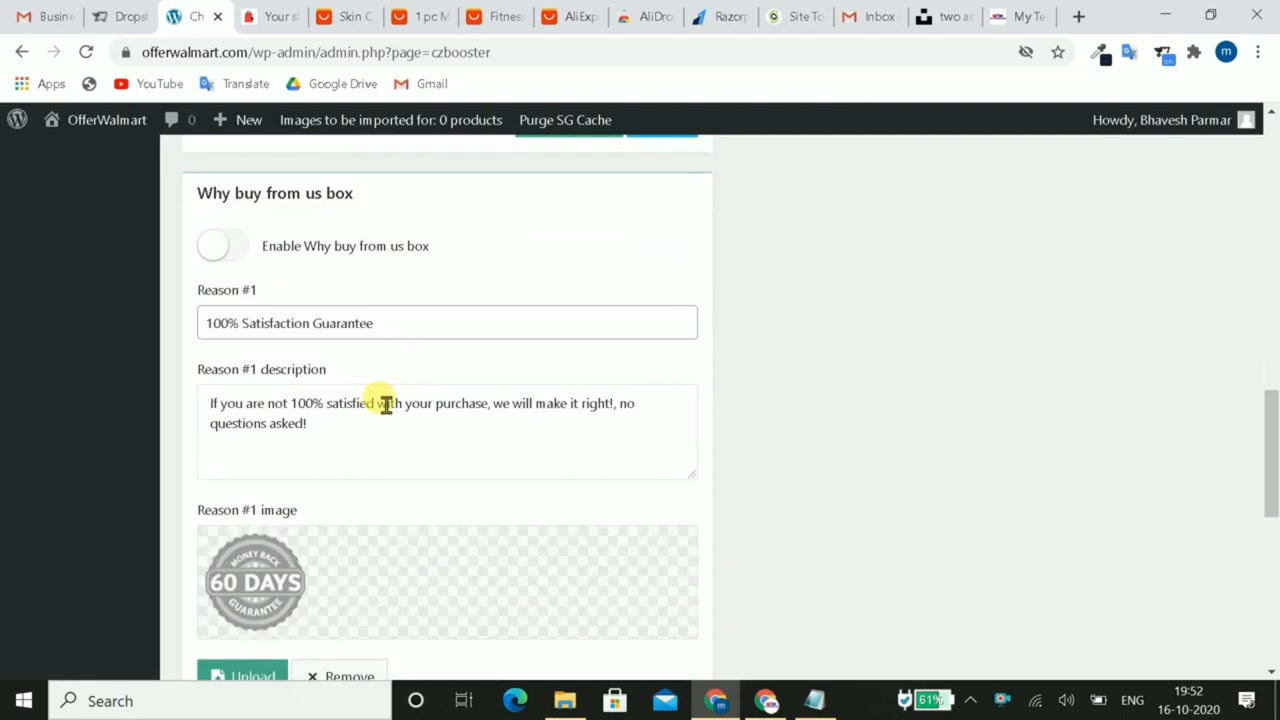 Busine
Dropsl
Ch
Your s
Skin C
1 pc M
Fitnes
AliExp
AliDro
Razorp
Site To
Inbox
two as
My Te
offerwalmart.com/wp-admin/admin.php?page=czbooster
on
m
Apps
YouTube
Translate
Google Drive
Gmail
OfferWalmart
0
New
Images to be imported for: 0 products
Purge SG Cache
Howdy, Bhavesh Parmar
Why buy from us box
Enable Why buy from us box
Reason #1
100% Satisfaction Guarantee
Reason #1 description
If you are not 100% satisfied with your purchase, we will make it right!, no
questions asked!
Reason #1 image
MONEY BACK
60 DAYS
GUARANTEE
Upload
Remove
Search
61%
ENG
19:52
16-10-2020